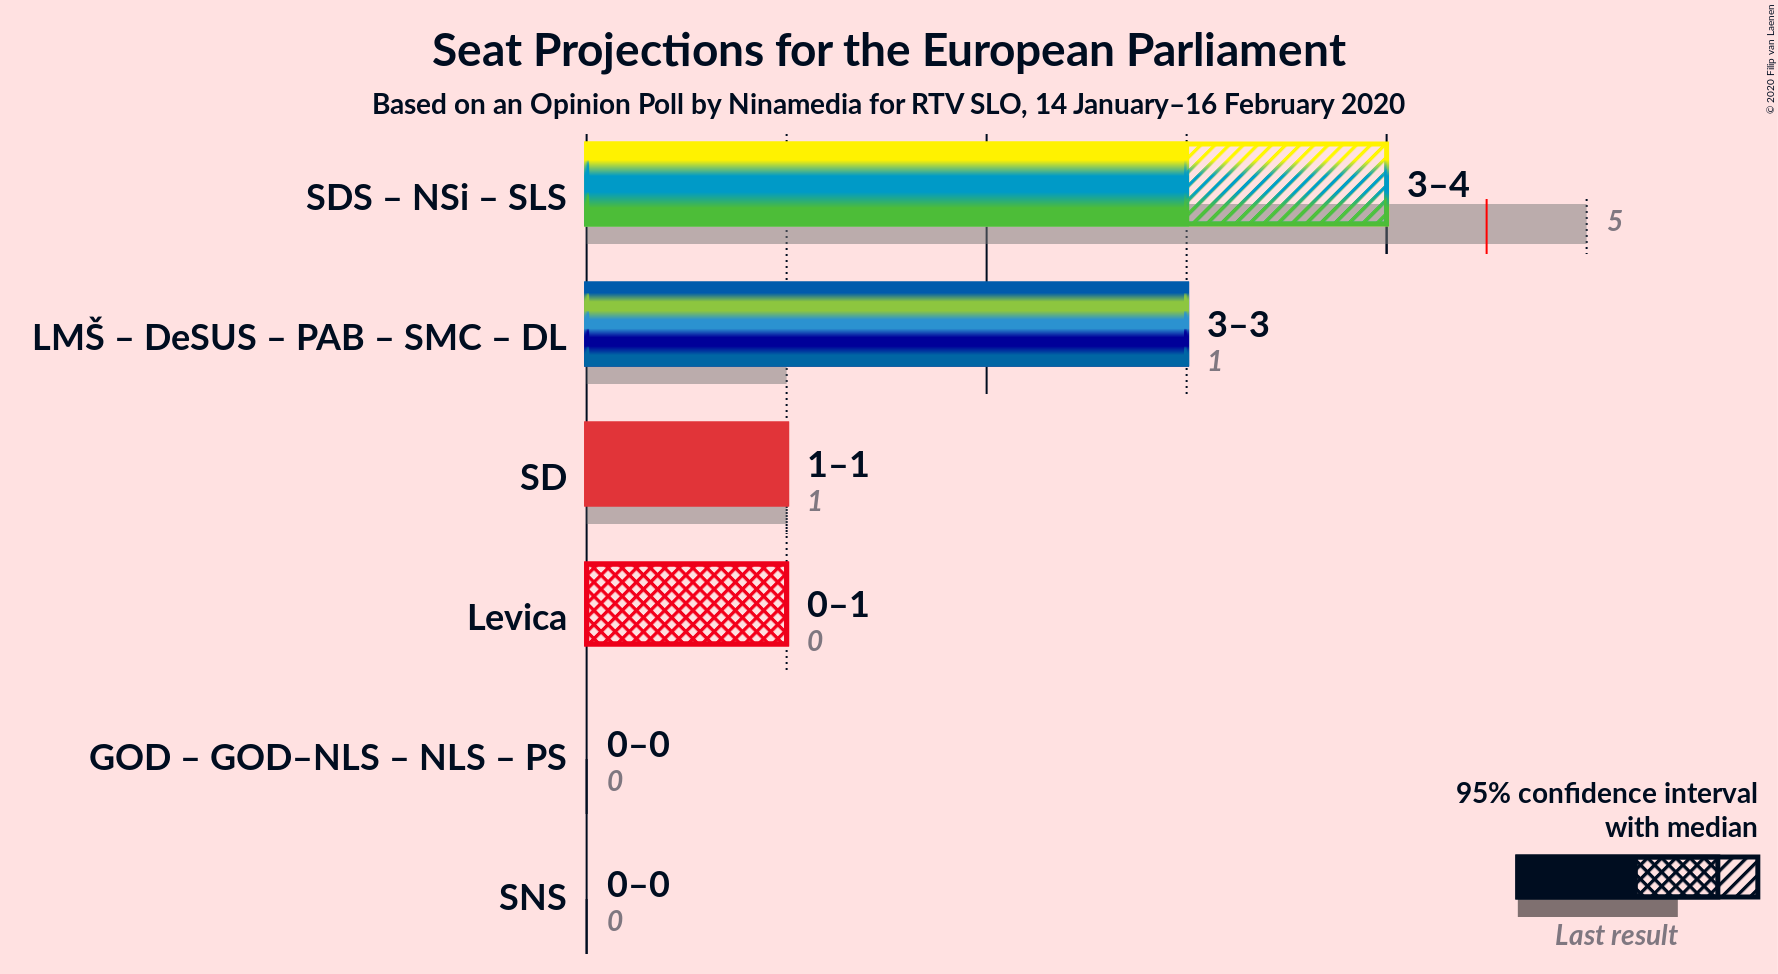 Seat Projections for the European Parliament
Based on an Opinion Poll by Ninamedia for RTV SLO, 14 January–16 February 2020
© 2020 Filip van Laenen
SDS – NSi – SLS
3–4
5
LMŠ – DeSUS – PAB – SMC – DL
3–3
1
SD
1–1
1
Levica
0–1
0
GOD – GOD–NLS – NLS – PS
0–0
0
SNS
0–0
0
95% confidence interval
with median
Last result